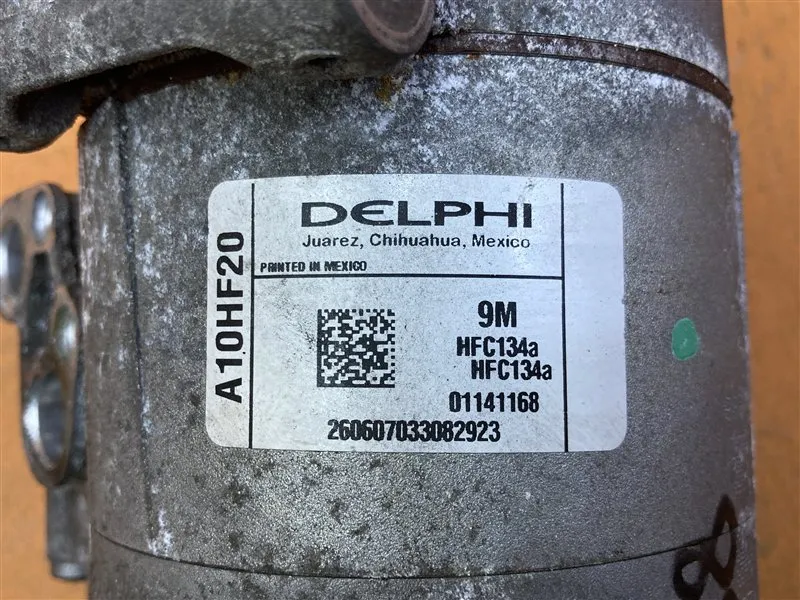 A10HF20
DELPHI
Juarez, Chihuahua, Mexico
PRINTED IN MEXICO
9M
HFC134a
HFC134a
01141168
260607033082923